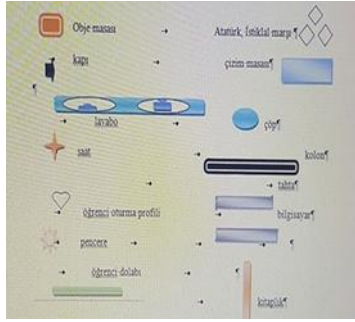 Obje masası
Atatürk, İstiklal marşı ¶
kapı
çizim masası¶
¶
lavabo
çöp¶
saat
kolon¶
tahta¶
öğrenci oturma profili
bilgisayar¶
pencere
¶
öğrenci dolabı
¶
kitaplık¶